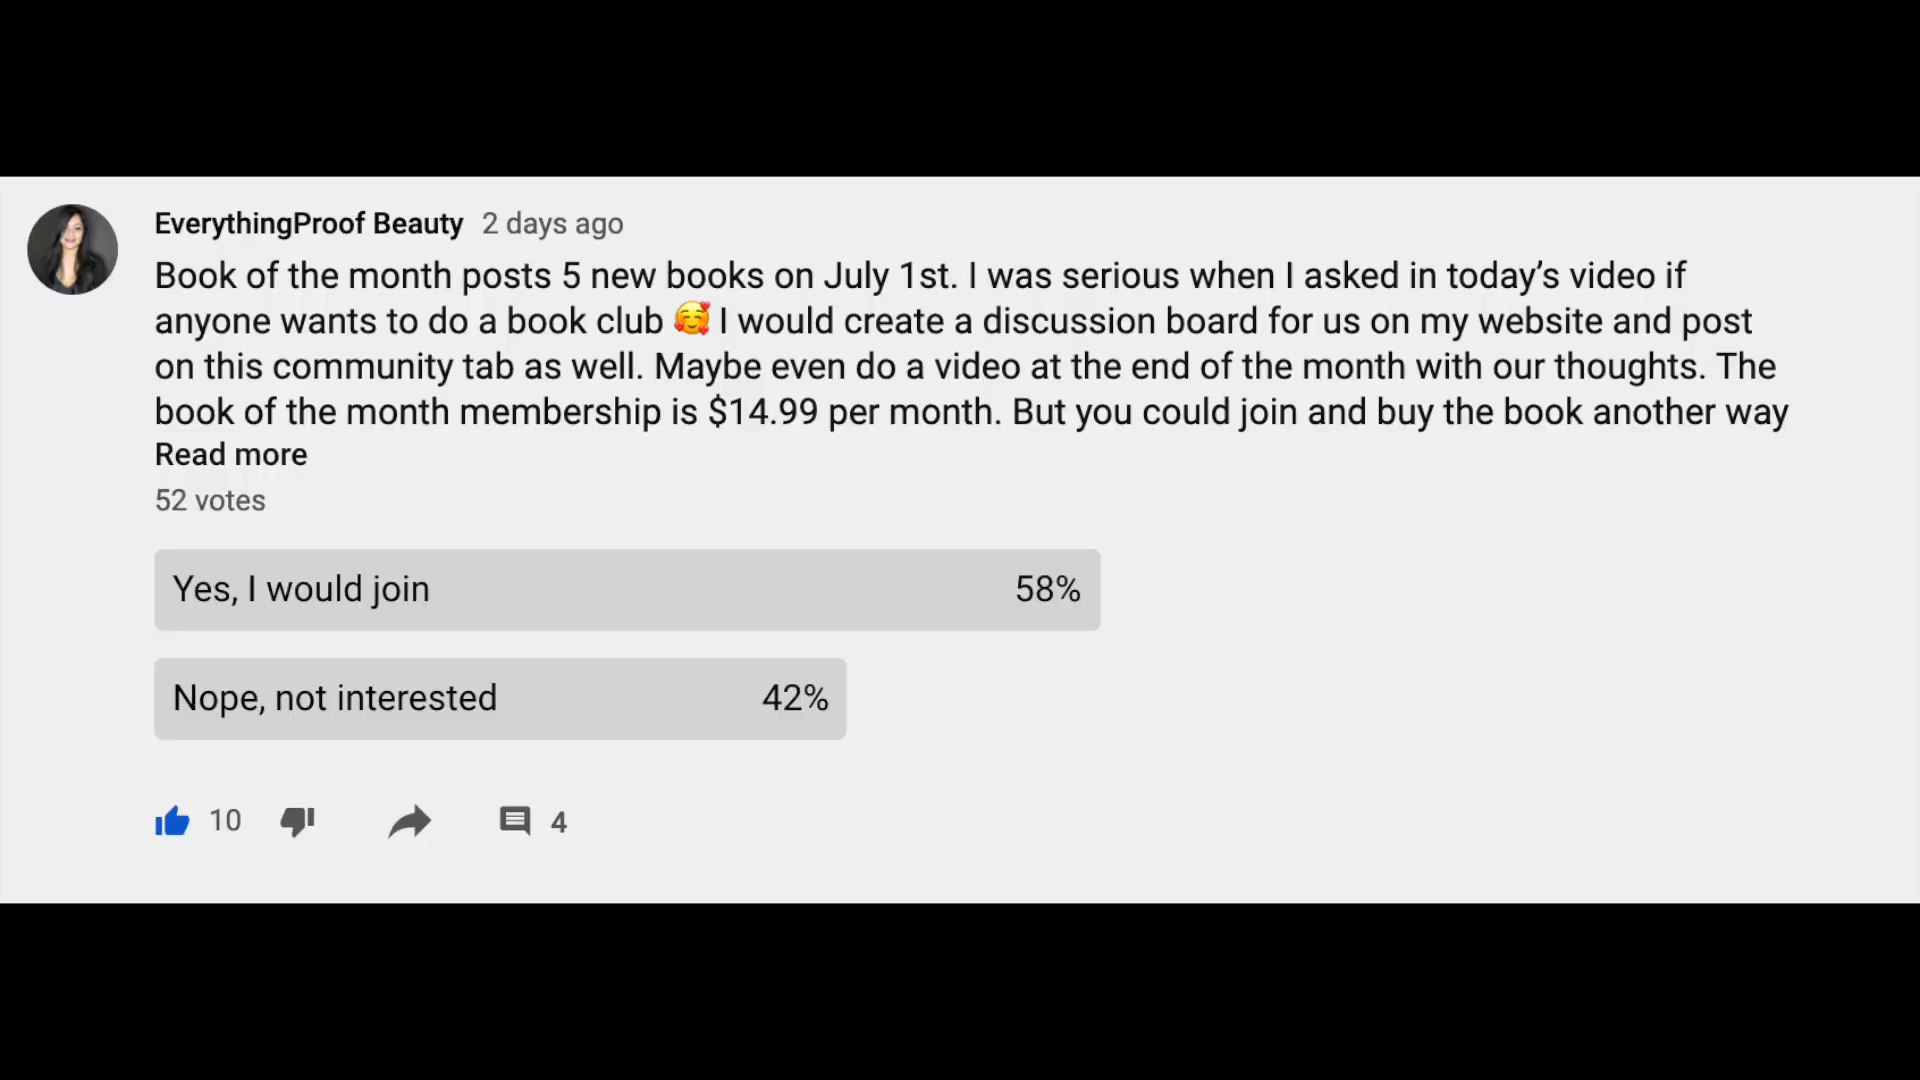 EverythingProof Beauty 2 days ago
Book of the month posts 5 new books on July 1st. I was serious when I asked in today’s video if
anyone wants to do a book club 🥰 I would create a discussion board for us on my website and post
on this community tab as well. Maybe even do a video at the end of the month with our thoughts. The
book of the month membership is $14.99 per month. But you could join and buy the book another way
Read more
52 votes
Yes, I would join 58%
Nope, not interested 42%
10 4